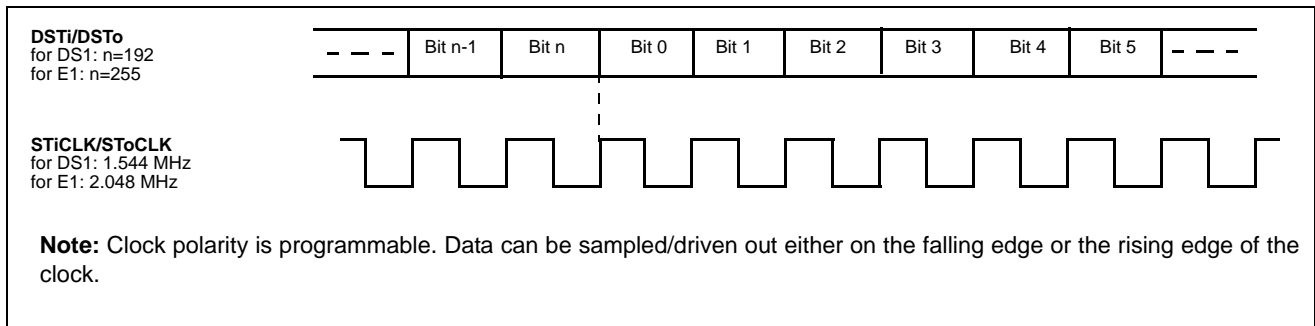 DSTi/DSTo
for DS1: n=192
for E1: n=255
Bit n-1 Bit n Bit 0 Bit 1 Bit 2 Bit 3 Bit 4 Bit 5
STiCLK/SToCLK
for DS1: 1.544 MHz
for E1: 2.048 MHz
Note: Clock polarity is programmable. Data can be sampled/driven out either on the falling edge or the rising edge of the
clock.